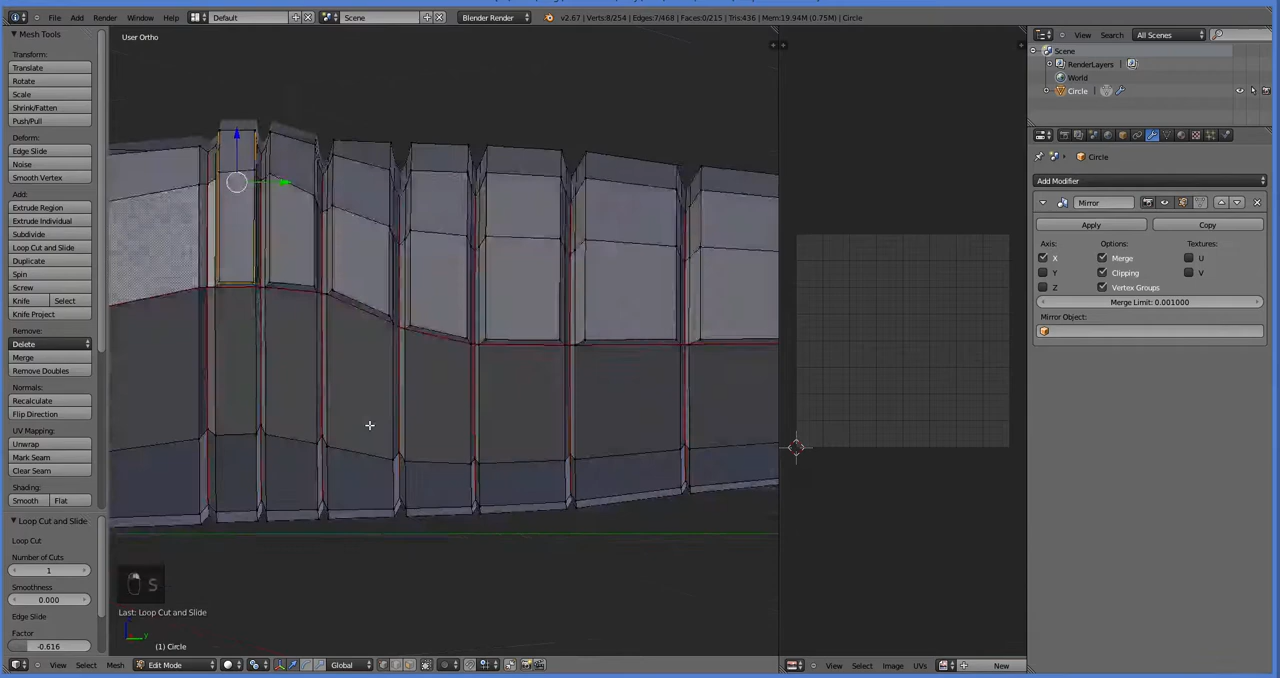 File Add Render Window Help Default Scene Blender Render v2.67 | Verts:8/254 | Edges:7/468 | Faces:0/215 | Tris:436 | Mem:19.94M (0.75M) | Circle
Mesh Tools
Transform:
Translate
Rotate
Scale
Shrink/Fatten
Push/Pull
Deform:
Edge Slide
Noise
Smooth Vertex
Add:
Extrude Region
Extrude Individual
Subdivide
Loop Cut and Slide
Duplicate
Spin
Screw
Knife Select
Knife Project
Remove:
Delete
Merge
Remove Doubles
Normals:
Recalculate
Flip Direction
UV Mapping:
Unwrap
Mark Seam
Clear Seam
Shading:
Smooth Flat
Loop Cut and Slide
Loop Cut
Number of Cuts
1
Smoothness
0.000
Edge Slide
Factor
-0.616
User Ortho
S
Last: Loop Cut and Slide
z
y
(1) Circle
View Select Mesh Edit Mode Global
View Select Image UVs New
View Search All Scenes
Scene
RenderLayers |
World
Circle |
Circle
Add Modifier
Mirror
Apply Copy
Axis: Options: Textures:
X Merge U
Y Clipping V
Z Vertex Groups
Merge Limit: 0.001000
Mirror Object: